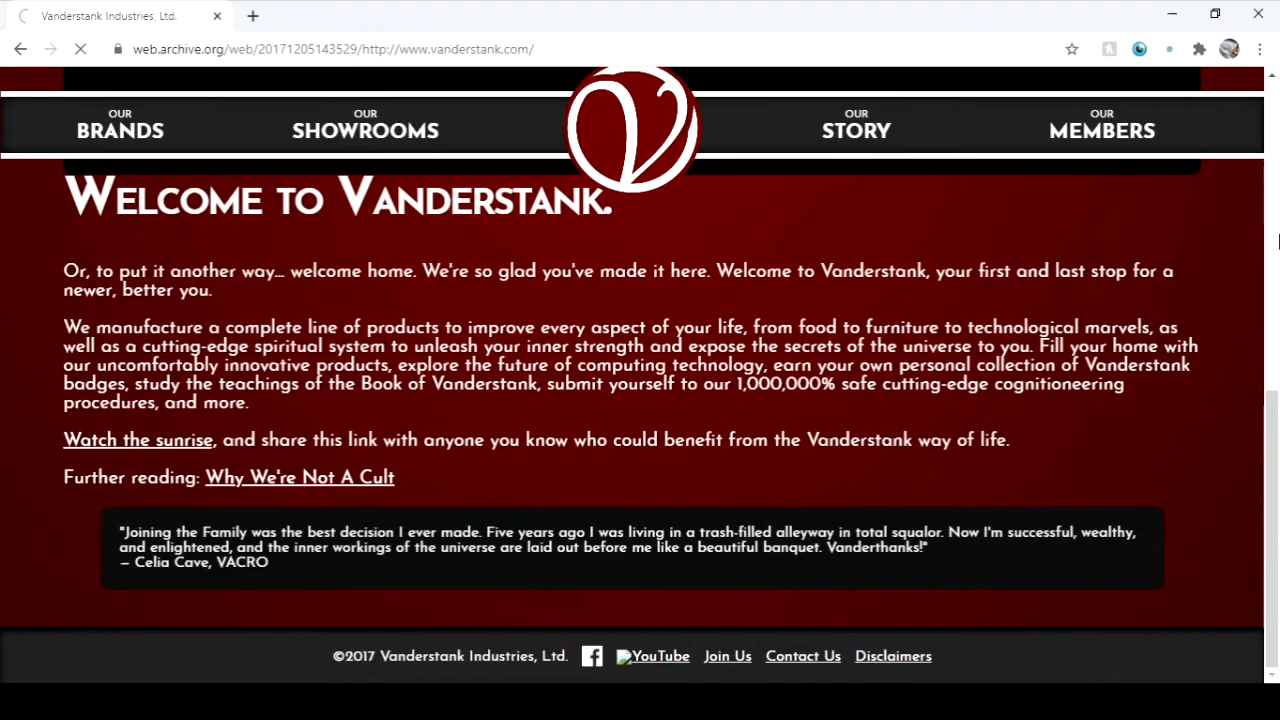 Vanderstank Industries, Ltd.
web.archive.org/web/20171205143529/http://www.vanderstank.com/
OUR
BRANDS
OUR
SHOWROOMS
V
OUR
STORY
OUR
MEMBERS
Welcome to Vanderstank.
Or, to put it another way... welcome home. We're so glad you've made it here. Welcome to Vanderstank, your first and last stop for a
newer, better you.
We manufacture a complete line of products to improve every aspect of your life, from food to furniture to technological marvels, as
well as a cutting-edge spiritual system to unleash your inner strength and expose the secrets of the universe to you. Fill your home with
our uncomfortably innovative products, explore the future of computing technology, earn your own personal collection of Vanderstank
badges, study the teachings of the Book of Vanderstank, submit yourself to our 1,000,000% safe cutting-edge cognitioneering
procedures, and more.
Watch the sunrise, and share this link with anyone you know who could benefit from the Vanderstank way of life.
Further reading: Why We're Not A Cult
"Joining the Family was the best decision I ever made. Five years ago I was living in a trash-filled alleyway in total squalor. Now I'm successful, wealthy,
and enlightened, and the inner workings of the universe are laid out before me like a beautiful banquet. Vanderthanks!"
— Celia Cave, VACRO
©2017 Vanderstank Industries, Ltd. YouTube Join Us Contact Us Disclaimers